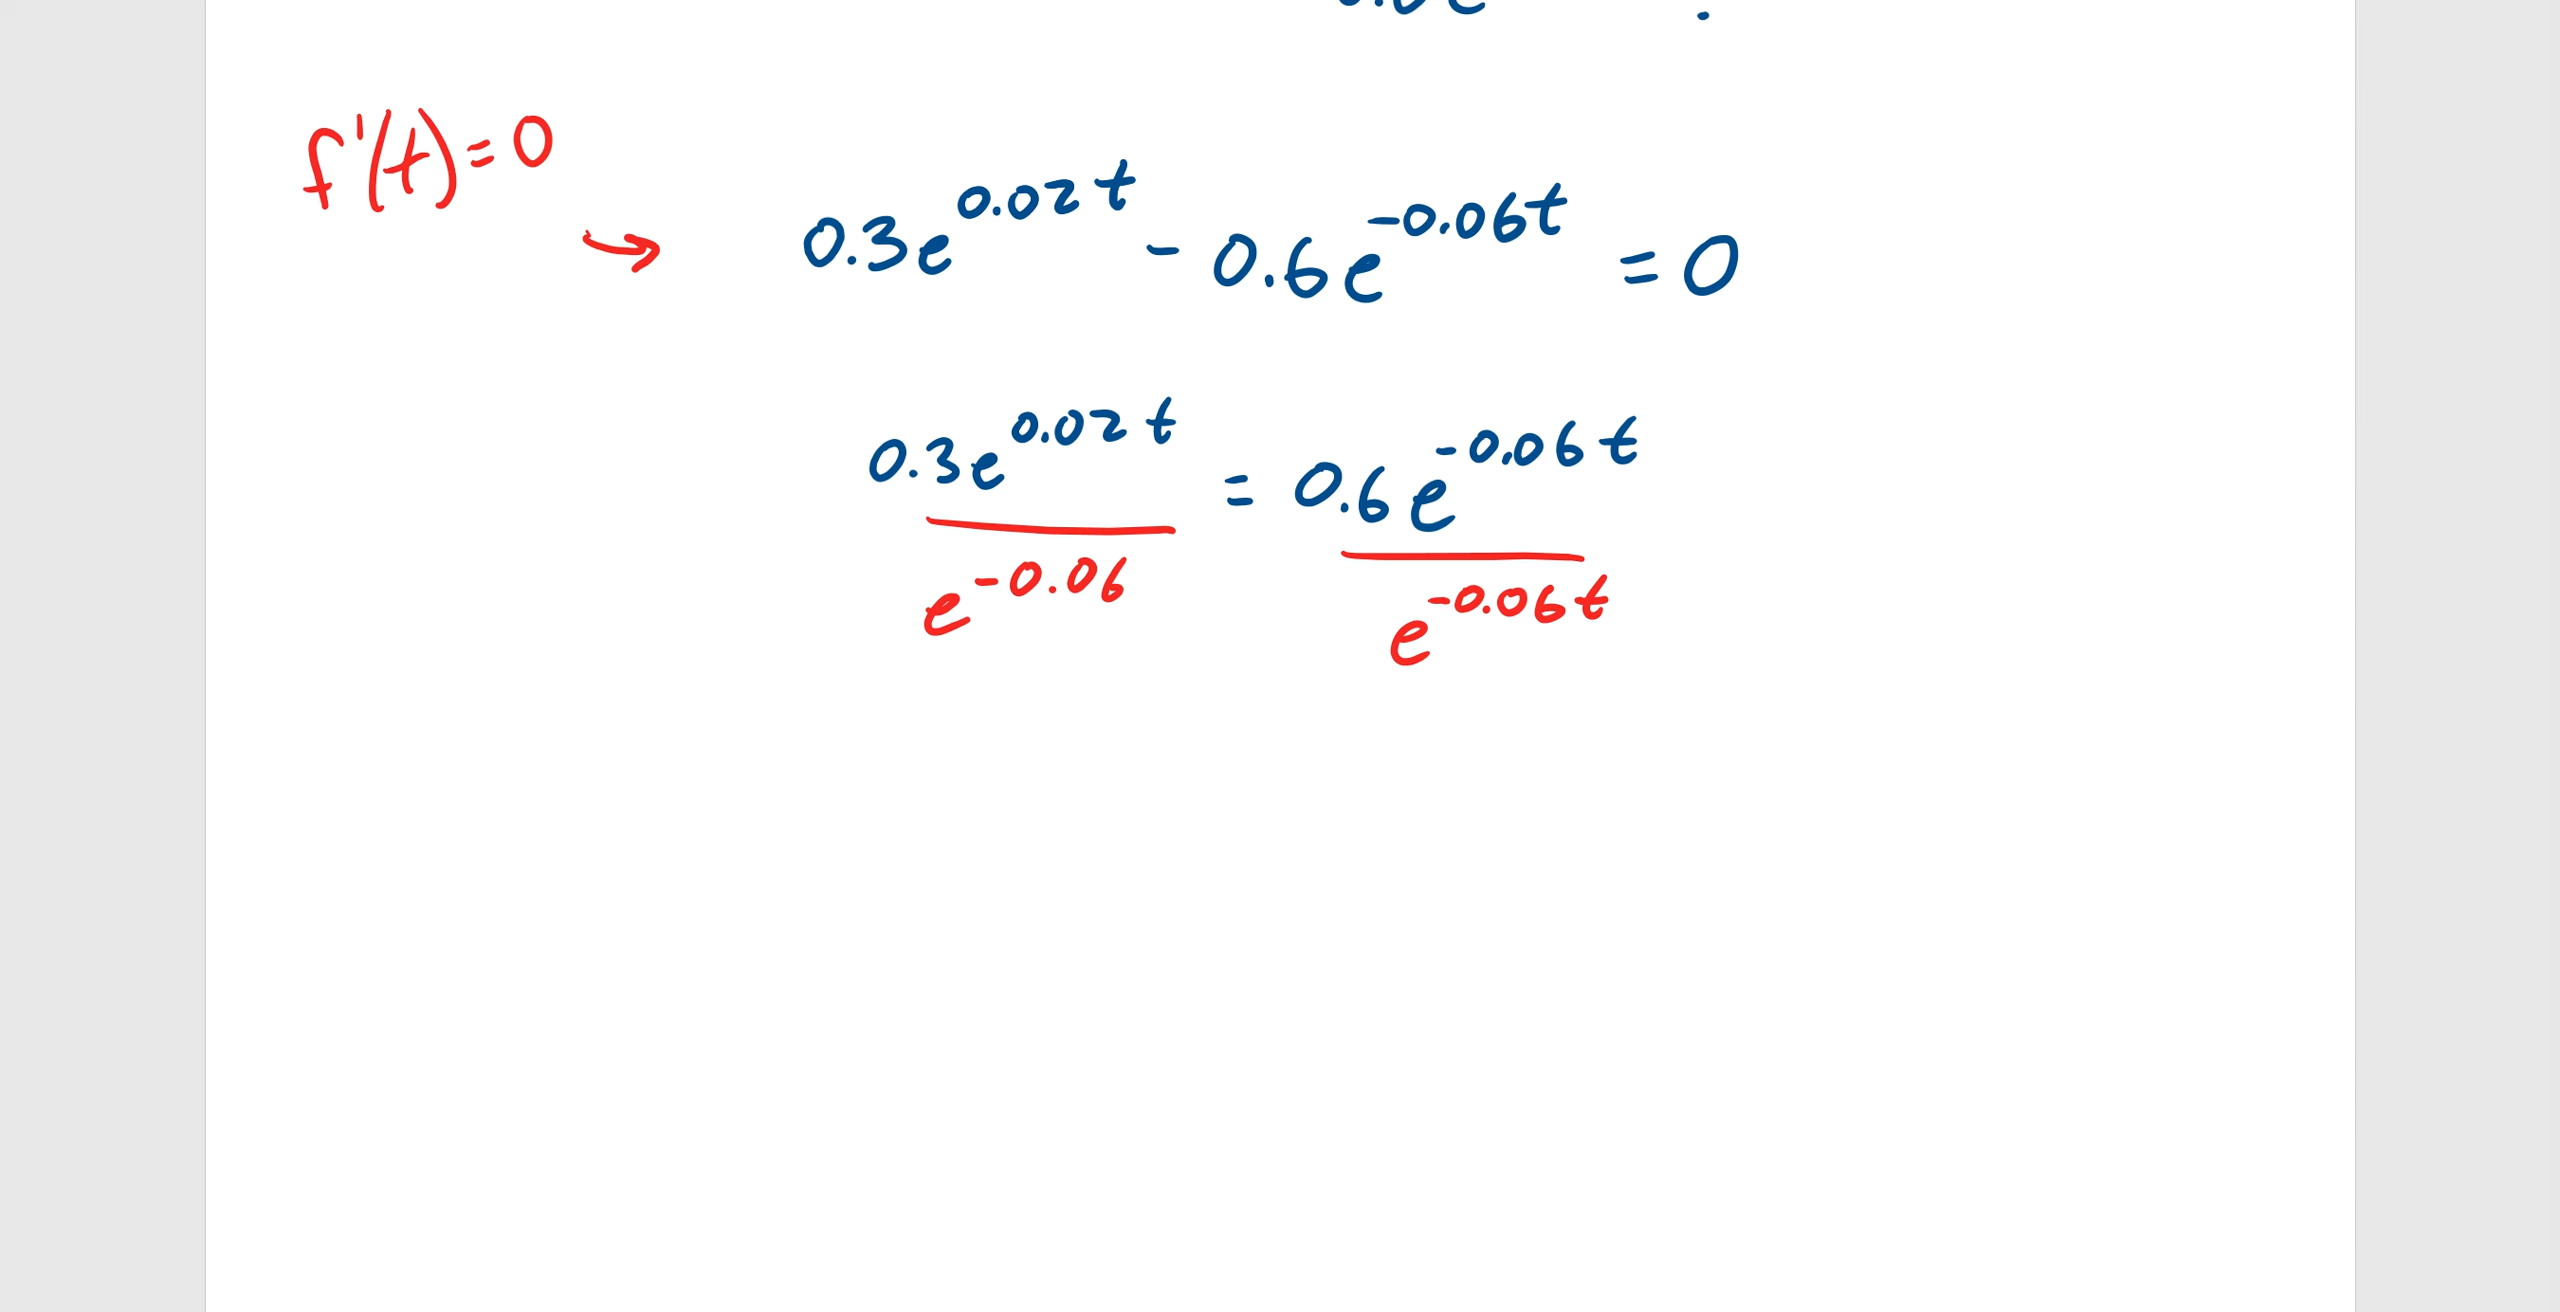 f'(t)=0
0.3e^{0.02t} - 0.6e^{-0.06t} = 0
0.3e^{0.02t} = 0.6e^{-0.06t}
e^{-0.06} e^{-0.06t}